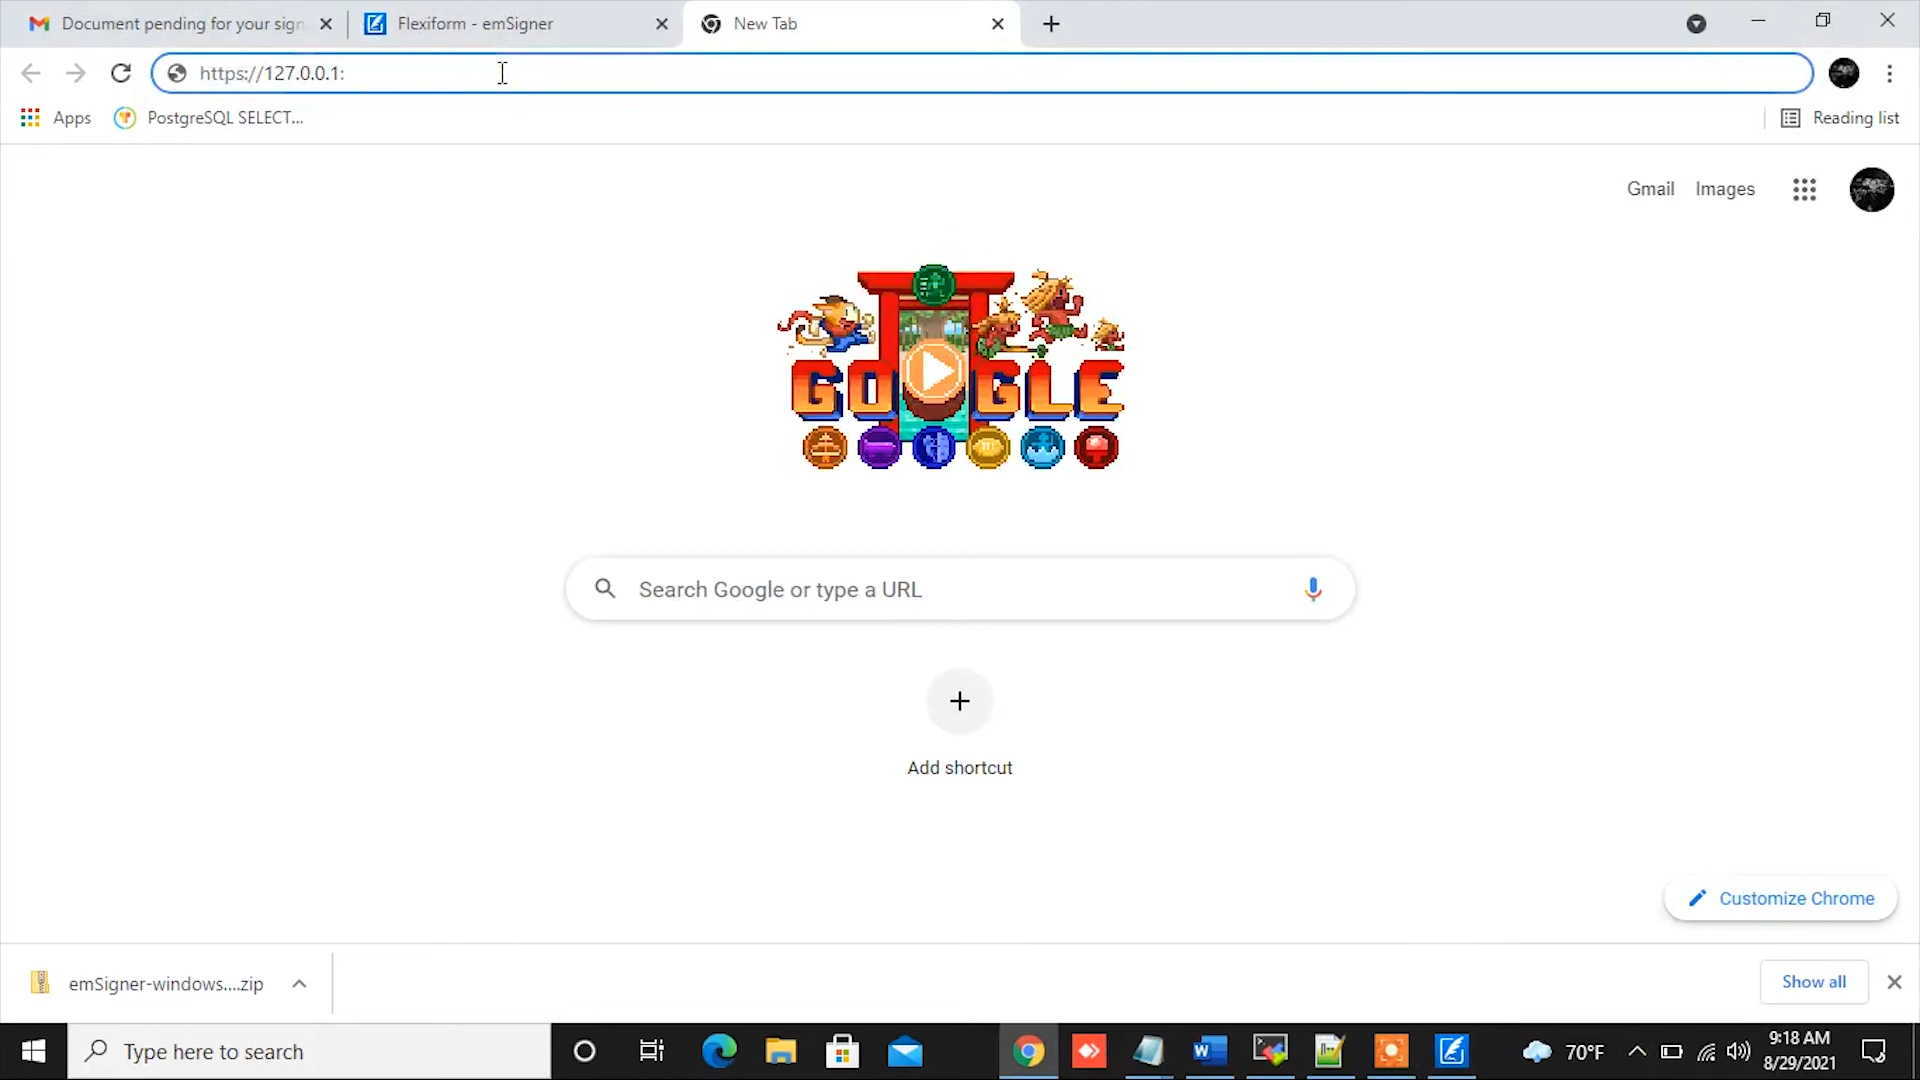 Document pending for your sign
Flexiform - emSigner
New Tab
https://127.0.0.1:
Apps
PostgreSQL SELECT...
Reading list
Gmail
Images
GOOGLE
Search Google or type a URL
Add shortcut
Customize Chrome
emSigner-windows....zip
Show all
Type here to search
70°F
9:18 AM
8/29/2021